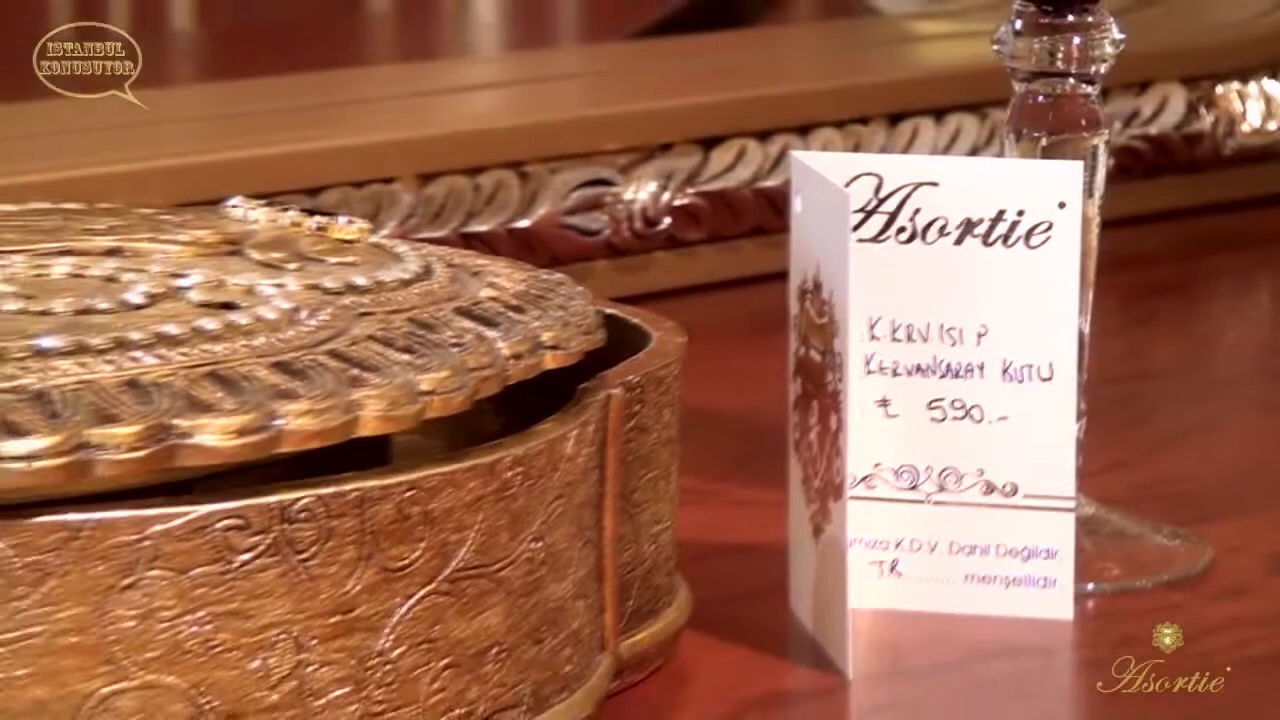 ISTANBUL
KONUSUYOR
Asortie
K.KRV.ISI P
KERVANSARAY KUTU
₺ 590.-
K.D.V. Dahil Değildir.
TR.......... menşeilidir.
Asortie